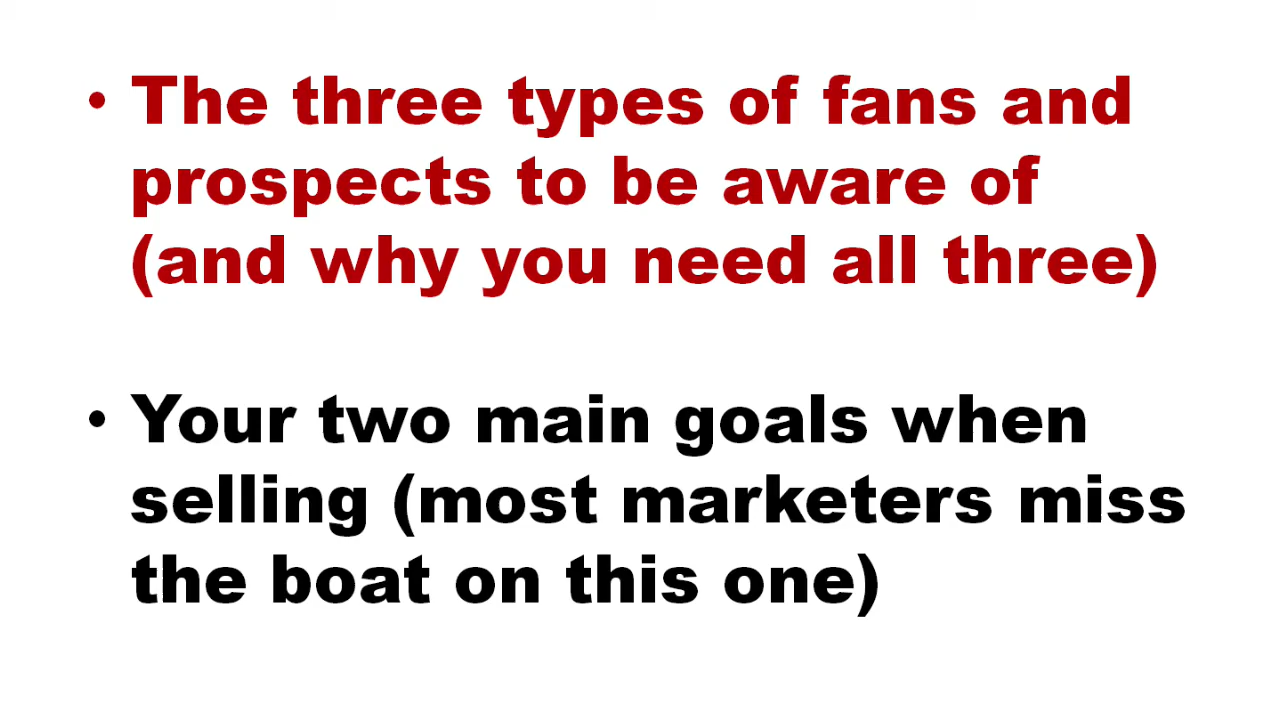 • The three types of fans and
prospects to be aware of
(and why you need all three)
• Your two main goals when
selling (most marketers miss
the boat on this one)